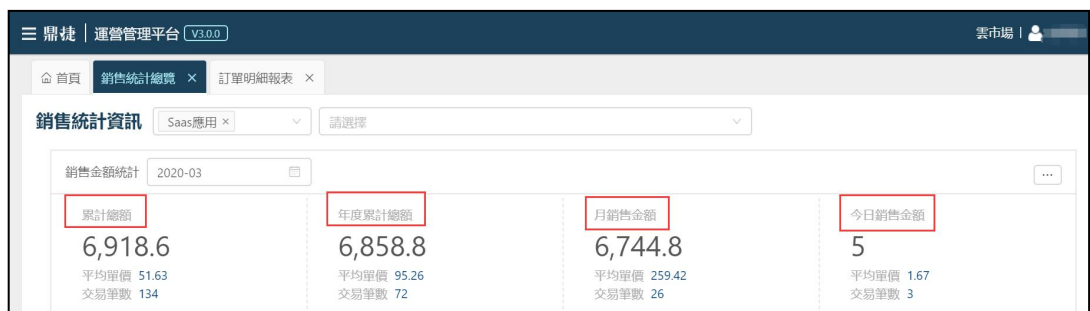 鼎捷 | 運營管理平台 V3.0.0 雲市場 |
首頁 銷售統計總覽 × 訂單明細報表 ×
銷售統計資訊 Saas應用 × 請選擇
銷售金額統計 2020-03 ...
累計總額 年度累計總額 月銷售金額 今日銷售金額
6,918.6 6,858.8 6,744.8 5
平均單價 51.63 平均單價 95.26 平均單價 259.42 平均單價 1.67
交易筆數 134 交易筆數 72 交易筆數 26 交易筆數 3